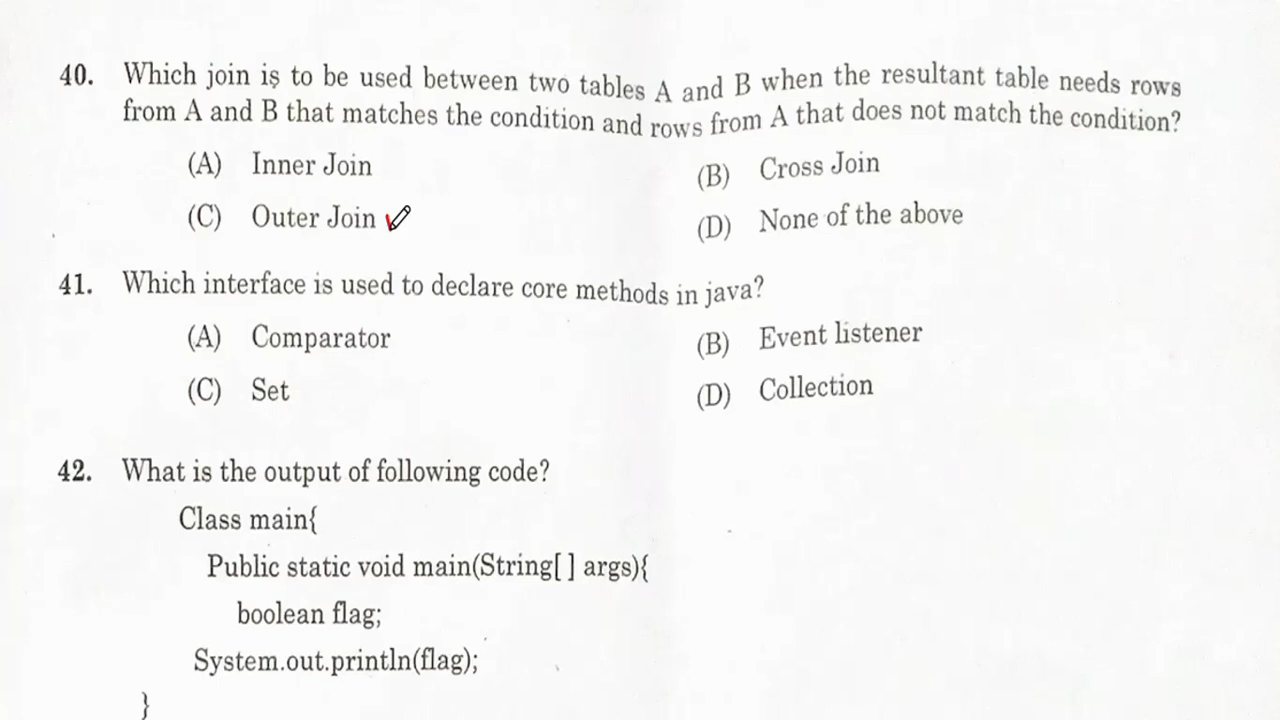 40. Which join is to be used between two tables A and B when the resultant table needs rows
from A and B that matches the condition and rows from A that does not match the condition?
(A) Inner Join (B) Cross Join
(C) Outer Join (D) None of the above
41. Which interface is used to declare core methods in java?
(A) Comparator (B) Event listener
(C) Set (D) Collection
42. What is the output of following code?
Class main{
Public static void main(String[ ] args){
boolean flag;
System.out.println(flag);
}